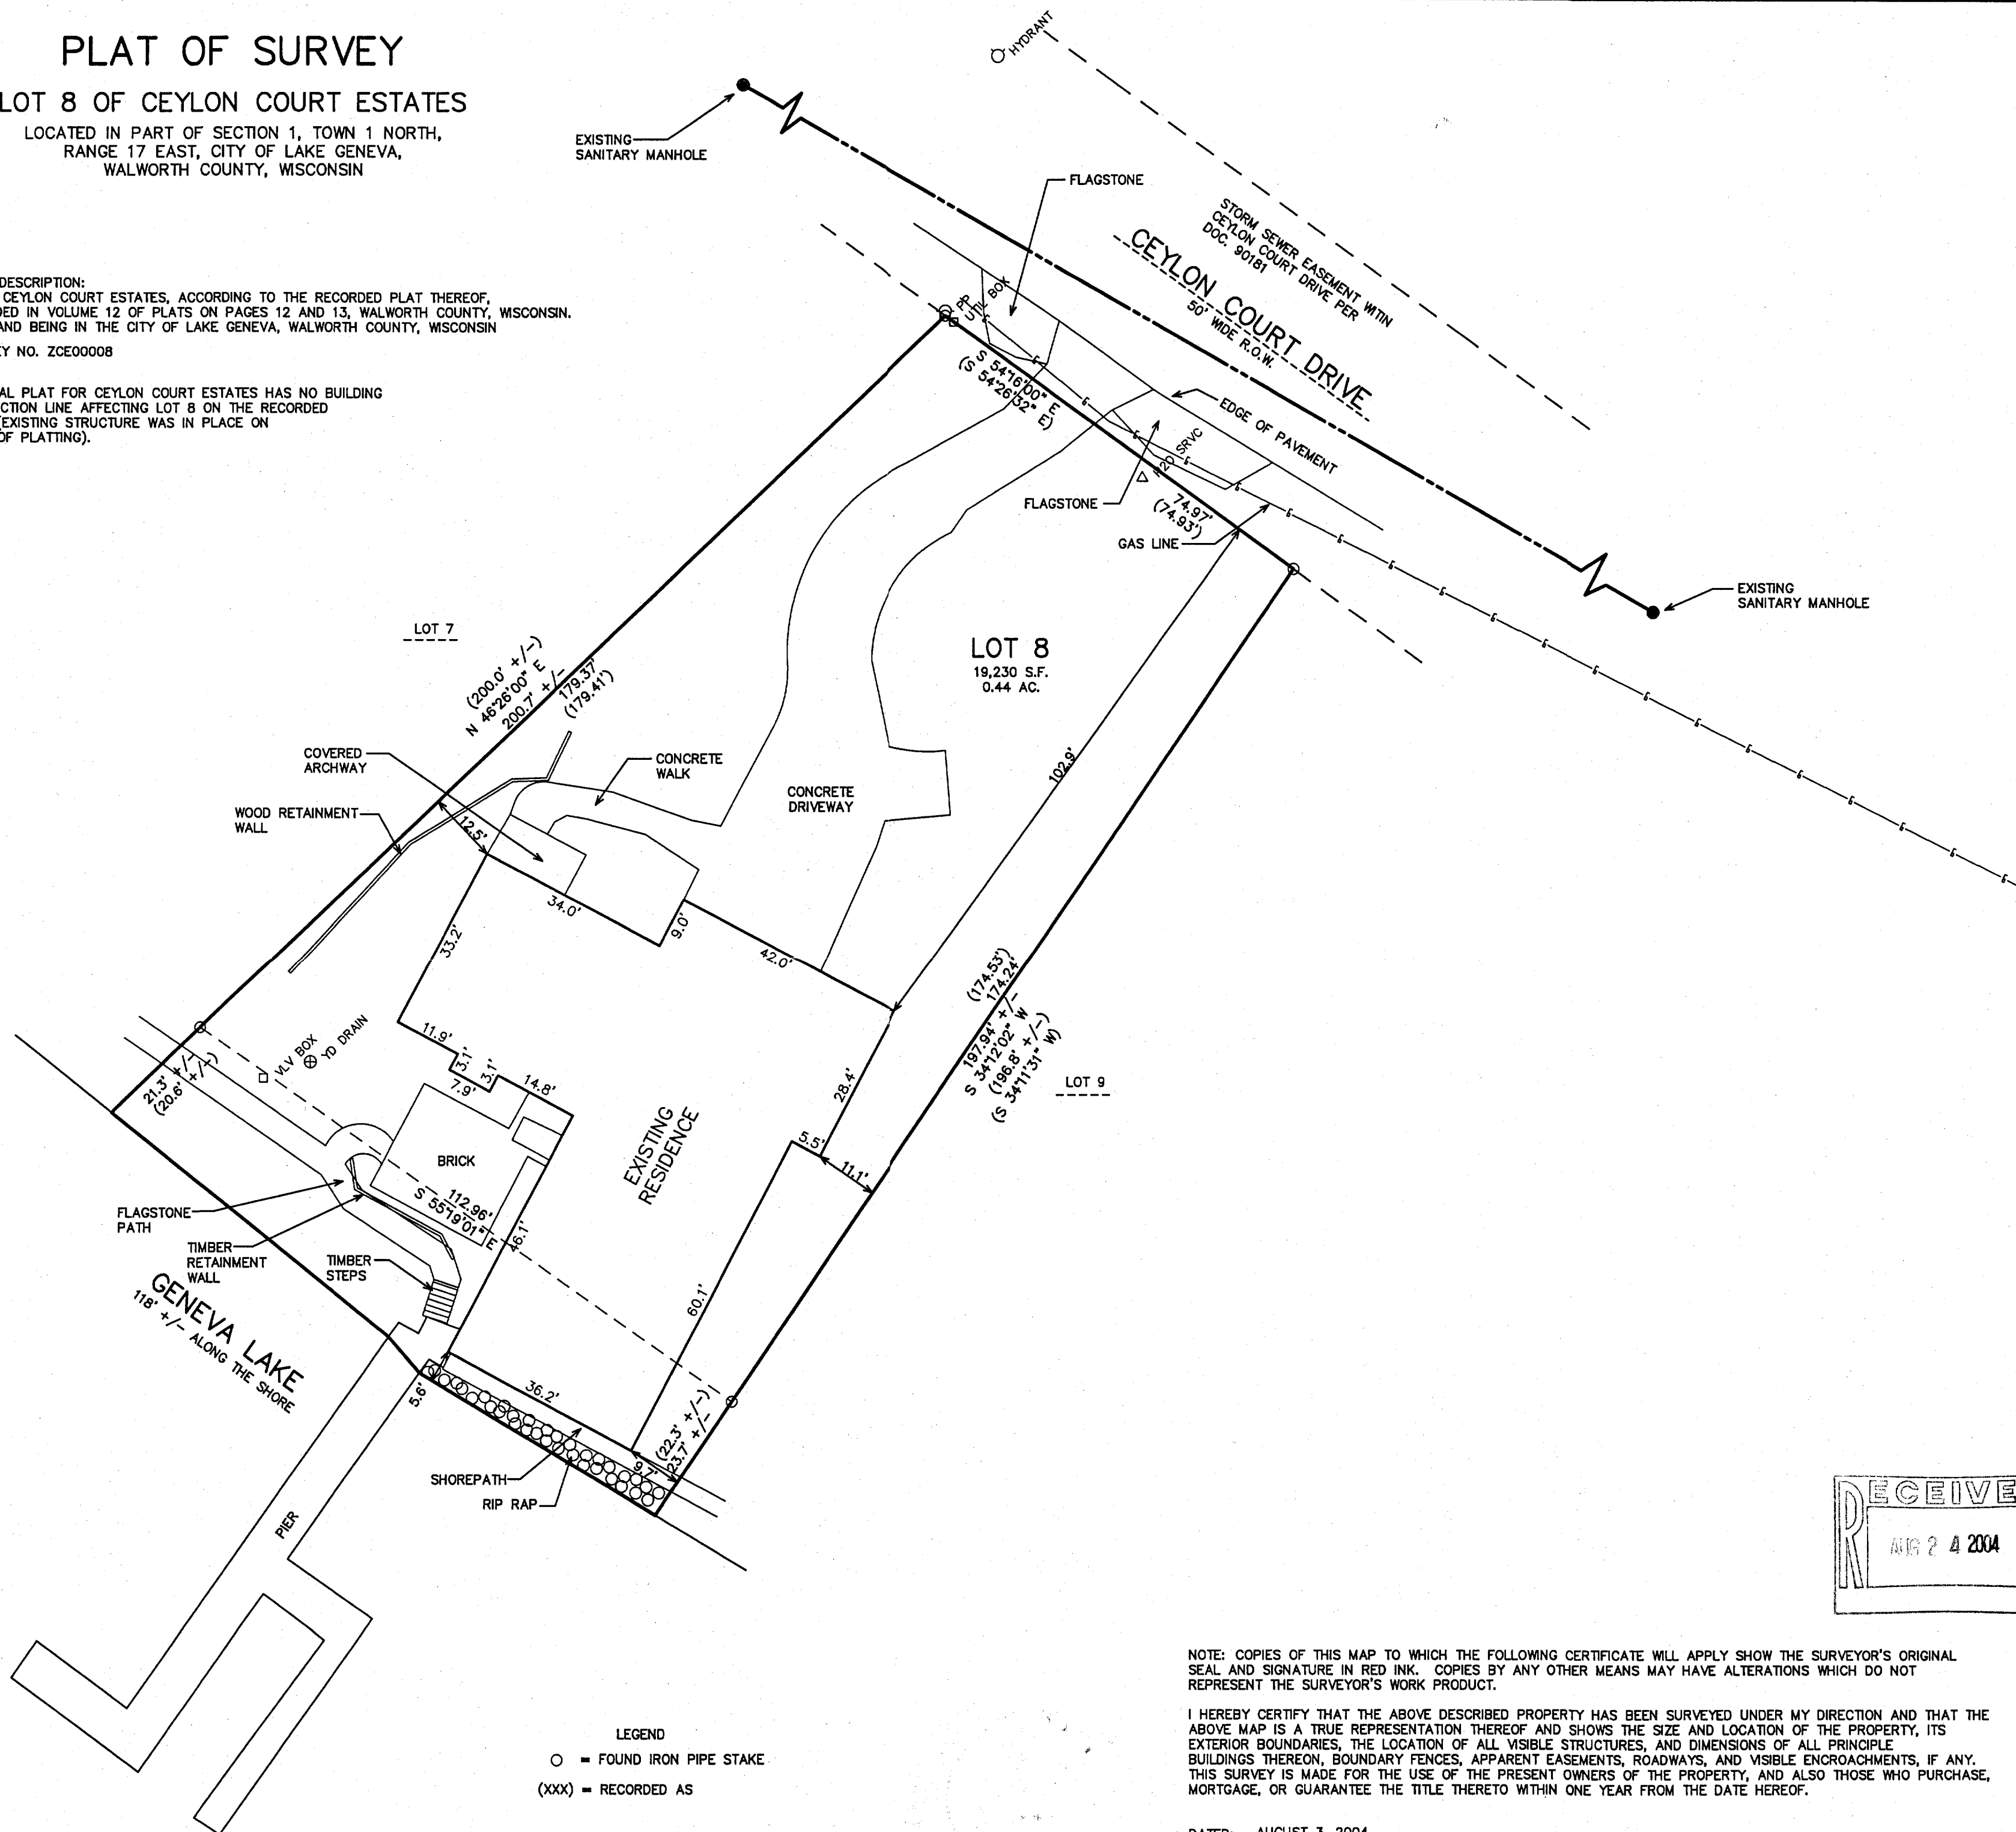 PLAT OF SURVEY
LOT 8 OF CEYLON COURT ESTATES
LOCATED IN PART OF SECTION 1, TOWN 1 NORTH,
RANGE 17 EAST, CITY OF LAKE GENEVA,
WALWORTH COUNTY, WISCONSIN
DESCRIPTION:
CEYLON COURT ESTATES, ACCORDING TO THE RECORDED PLAT THEREOF,
IN VOLUME 12 OF PLATS ON PAGES 12 AND 13, WALWORTH COUNTY, WISCONSIN.
AND BEING IN THE CITY OF LAKE GENEVA, WALWORTH COUNTY, WISCONSIN
NO. ZCE00008
PLAT FOR CEYLON COURT ESTATES HAS NO BUILDING
LINE AFFECTING LOT 8 ON THE RECORDED
(EXISTING STRUCTURE WAS IN PLACE ON
OF PLATTING).
HYDRANT
EXISTING
SANITARY MANHOLE
FLAGSTONE
STORM SEWER EASEMENT WITIN
CEYLON COURT DRIVE PER
DOC. 90181
CEYLON COURT DRIVE
50' WIDE R.O.W.
PP
UTIL BOX
S 54°16'00" E
(S 54°26'32" E)
EDGE OF PAVEMENT
H2O SRVC
FLAGSTONE
74.97'
(74.93')
GAS LINE
G G G G G G G G G G G G G G G G G G G G
EXISTING
SANITARY MANHOLE
LOT 7
LOT 8
19,230 S.F.
0.44 AC.
(200.0' +/-)
N 46°26'00" E
200.7' +/-
179.37'
(179.41')
COVERED
ARCHWAY
CONCRETE
WALK
CONCRETE
DRIVEWAY
102.9'
WOOD RETAINMENT
WALL
12.5'
34.0'
9.0'
33.2'
42.0'
(174.53')
174.24'
197.94' +/-
S 34°12'02" W
(196.8' +/-)
(S 34°11'31" W)
LOT 9
11.9'
3.1'
7.9'
3.1'
14.8'
28.4'
5.5'
11.1'
VLV BOX
YD DRAIN
21.3' +/-
(20.6' +/-)
BRICK
EXISTING
RESIDENCE
112.96'
S 55°19'01" E
46.1'
FLAGSTONE
PATH
TIMBER
RETAINMENT
WALL
TIMBER
STEPS
GENEVA LAKE
118' +/- ALONG THE SHORE
60.1'
36.2'
5.6'
(22.3' +/-)
23.7' +/-
9.7'
SHOREPATH
RIP RAP
PIER
RECEIVE
AUG 2 4 2004
LEGEND
O = FOUND IRON PIPE STAKE
(XXX) = RECORDED AS
NOTE: COPIES OF THIS MAP TO WHICH THE FOLLOWING CERTIFICATE WILL APPLY SHOW THE SURVEYOR'S ORIGINAL
SEAL AND SIGNATURE IN RED INK. COPIES BY ANY OTHER MEANS MAY HAVE ALTERATIONS WHICH DO NOT
REPRESENT THE SURVEYOR'S WORK PRODUCT.
I HEREBY CERTIFY THAT THE ABOVE DESCRIBED PROPERTY HAS BEEN SURVEYED UNDER MY DIRECTION AND THAT THE
ABOVE MAP IS A TRUE REPRESENTATION THEREOF AND SHOWS THE SIZE AND LOCATION OF THE PROPERTY, ITS
EXTERIOR BOUNDARIES, THE LOCATION OF ALL VISIBLE STRUCTURES, AND DIMENSIONS OF ALL PRINCIPLE
BUILDINGS THEREON, BOUNDARY FENCES, APPARENT EASEMENTS, ROADWAYS, AND VISIBLE ENCROACHMENTS, IF ANY.
THIS SURVEY IS MADE FOR THE USE OF THE PRESENT OWNERS OF THE PROPERTY, AND ALSO THOSE WHO PURCHASE,
MORTGAGE, OR GUARANTEE THE TITLE THERETO WITHIN ONE YEAR FROM THE DATE HEREOF.
DATED: AUGUST 3, 2004